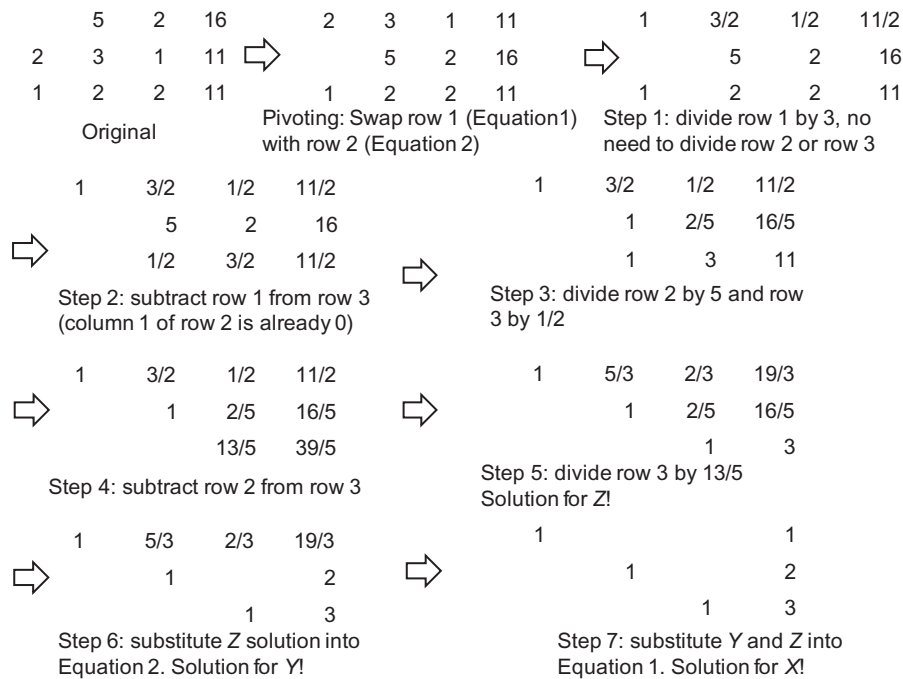 5 2 16 2 3 1 11 1 3/2 1/2 11/2
2 3 1 11 5 2 16 5 2 16
1 2 2 11 1 2 2 11 1 2 2 11
Original
Pivoting: Swap row 1 (Equation1)
with row 2 (Equation 2)
Step 1: divide row 1 by 3, no
need to divide row 2 or row 3
1 3/2 1/2 11/2
5 2 16
1/2 3/2 11/2
Step 2: subtract row 1 from row 3
(column 1 of row 2 is already 0)
1 3/2 1/2 11/2
1 2/5 16/5
1 3 11
Step 3: divide row 2 by 5 and row
3 by 1/2
1 3/2 1/2 11/2
1 2/5 16/5
13/5 39/5
Step 4: subtract row 2 from row 3
1 5/3 2/3 19/3
1 2/5 16/5
1 3
Step 5: divide row 3 by 13/5
Solution for Z!
1 5/3 2/3 19/3
1 2
1 3
Step 6: substitute Z solution into
Equation 2. Solution for Y!
1 1
1 2
1 3
Step 7: substitute Y and Z into
Equation 1. Solution for X!